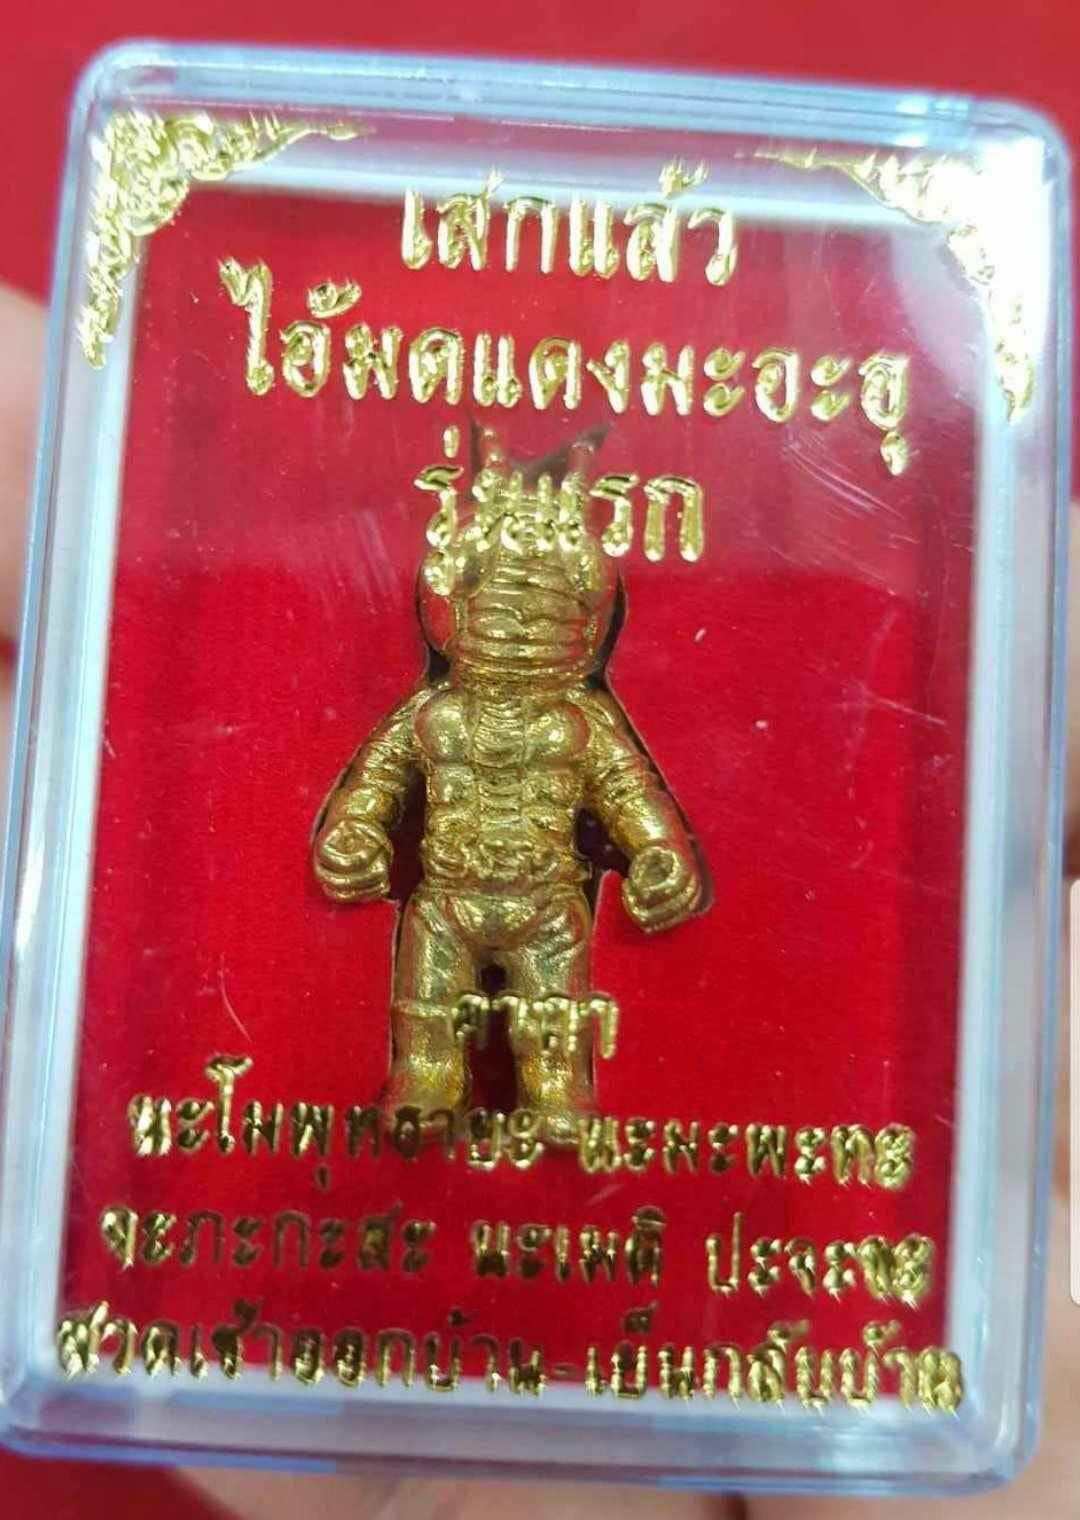 เสกแล้ว
ไอ้มดแดงมะอะอุ
รุ่นแรก
คาถา
นะโมพุทธายะ นะมะพะทะ
จะภะกะสะ นะเมติ ประจะจะ
สวดเช้าออกบ้าน-เย็นกลับบ้าน